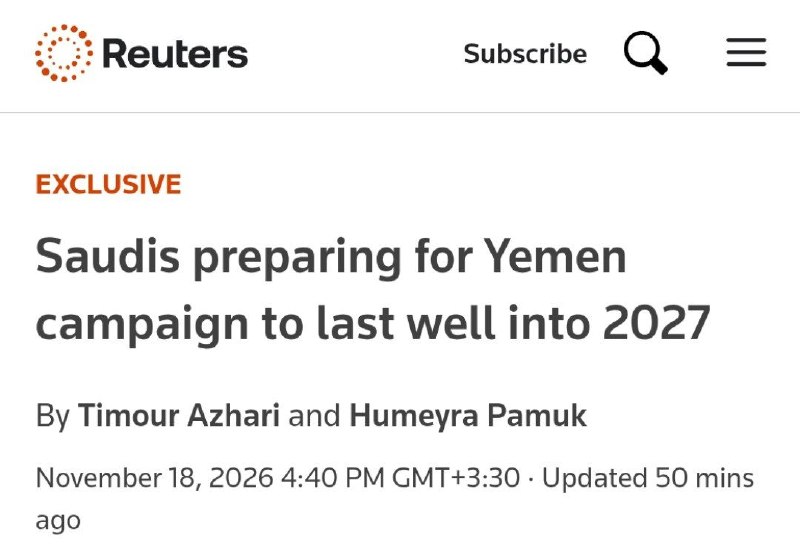 Reuters
Subscribe
EXCLUSIVE
Saudis preparing for Yemen
campaign to last well into 2027
By Timour Azhari and Humeyra Pamuk
November 18, 2026 4:40 PM GMT+3:30 · Updated 50 mins
ago